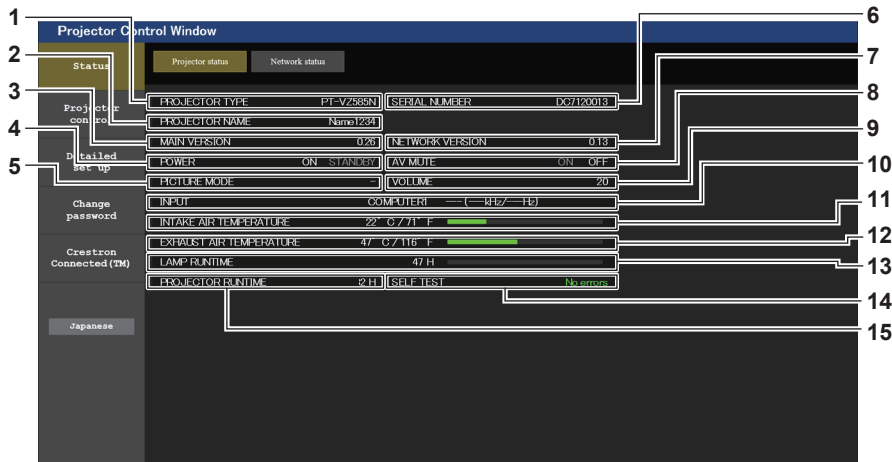 1
6
Projector Control Window
2
Status
Projector status
Network status
7
3
8
4
Projector control
PROJECTOR TYPE PT-VZ585N
SERIAL NUMBER DC7120013
9
PROJECTOR NAME Name1234
5
MAIN VERSION 0.26
NETWORK VERSION 0.13
10
Detailed set up
POWER ON STANDBY
AV MUTE ON OFF
PICTURE MODE -
VOLUME 20
11
Change password
INPUT COMPUTER1 ---(---kHz/---Hz)
INTAKE AIR TEMPERATURE 22° C / 71° F
12
Crestron Connected(TM)
EXHAUST AIR TEMPERATURE 47° C / 116° F
LAMP RUNTIME 47 H
13
PROJECTOR RUNTIME H
SELF TEST No errors
14
Japanese
15